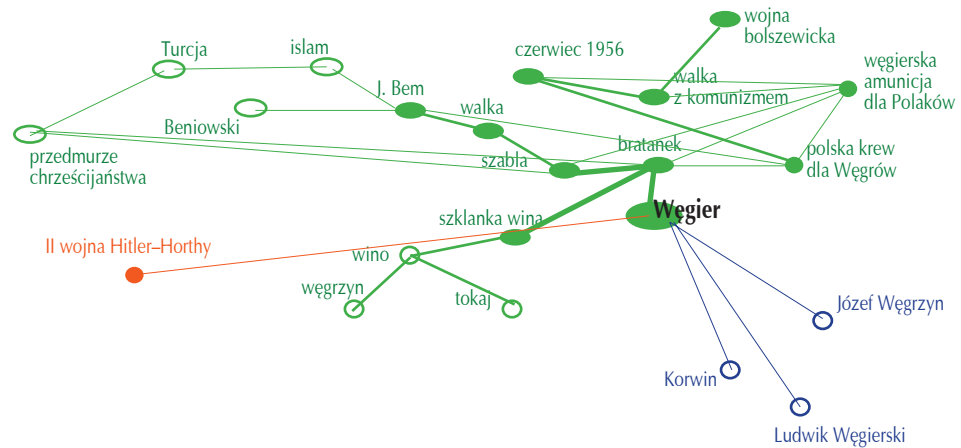 wojna
bolszewicka
Turcja
islam
czerwiec 1956
węgierska
amunicja
dla Polaków
J. Bem
walka
z komunizmem
Beniowski
walka
bratanek
polska krew
dla Węgrów
przedmurze
chrześcijaństwa
szabla
Węgier
szklanka wina
II wojna Hitler–Horthy
wino
węgrzyn
tokaj
Józef Węgrzyn
Korwin
Ludwik Węgierski